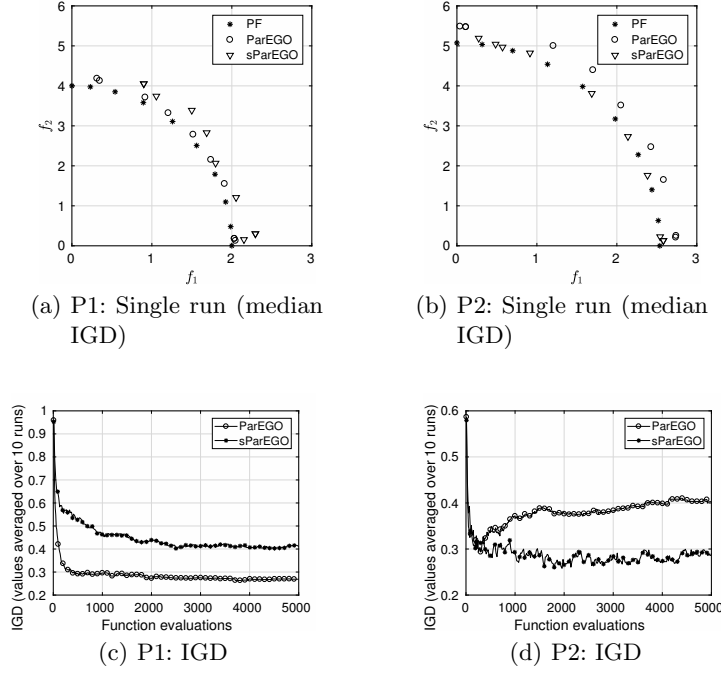 6
5
4
3
2
1
0
0
1
2
3
f2
f1
PF
ParEGO
sParEGO
(a) P1: Single run (median
IGD)
6
5
4
3
2
1
0
0
1
2
3
f2
f1
PF
ParEGO
sParEGO
(b) P2: Single run (median
IGD)
1
0.9
0.8
0.7
0.6
0.5
0.4
0.3
0.2
0
1000
2000
3000
4000
5000
IGD (values averaged over 10 runs)
Function evaluations
ParEGO
sParEGO
(c) P1: IGD
0.6
0.5
0.4
0.3
0.2
0
1000
2000
3000
4000
5000
IGD (values averaged over 10 runs)
Function evaluations
ParEGO
sParEGO
(d) P2: IGD